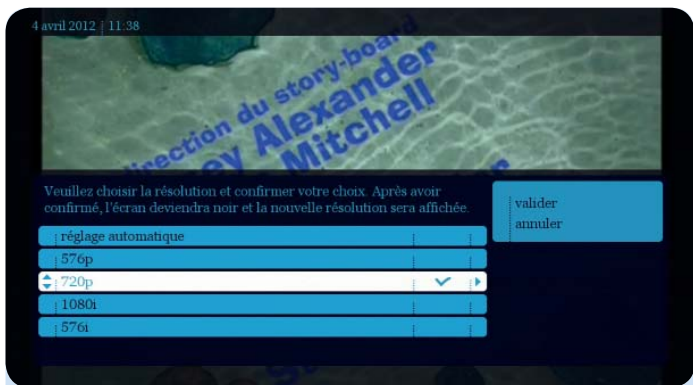 4 avril 2012 11:38
direction du story-board
ey Alexander
Mitchell
Veuillez choisir la résolution et confirmer votre choix. Après avoir
confirmé, l'écran deviendra noir et la nouvelle résolution sera affichée.
valider
annuler
réglage automatique
576p
720p
1080i
576i